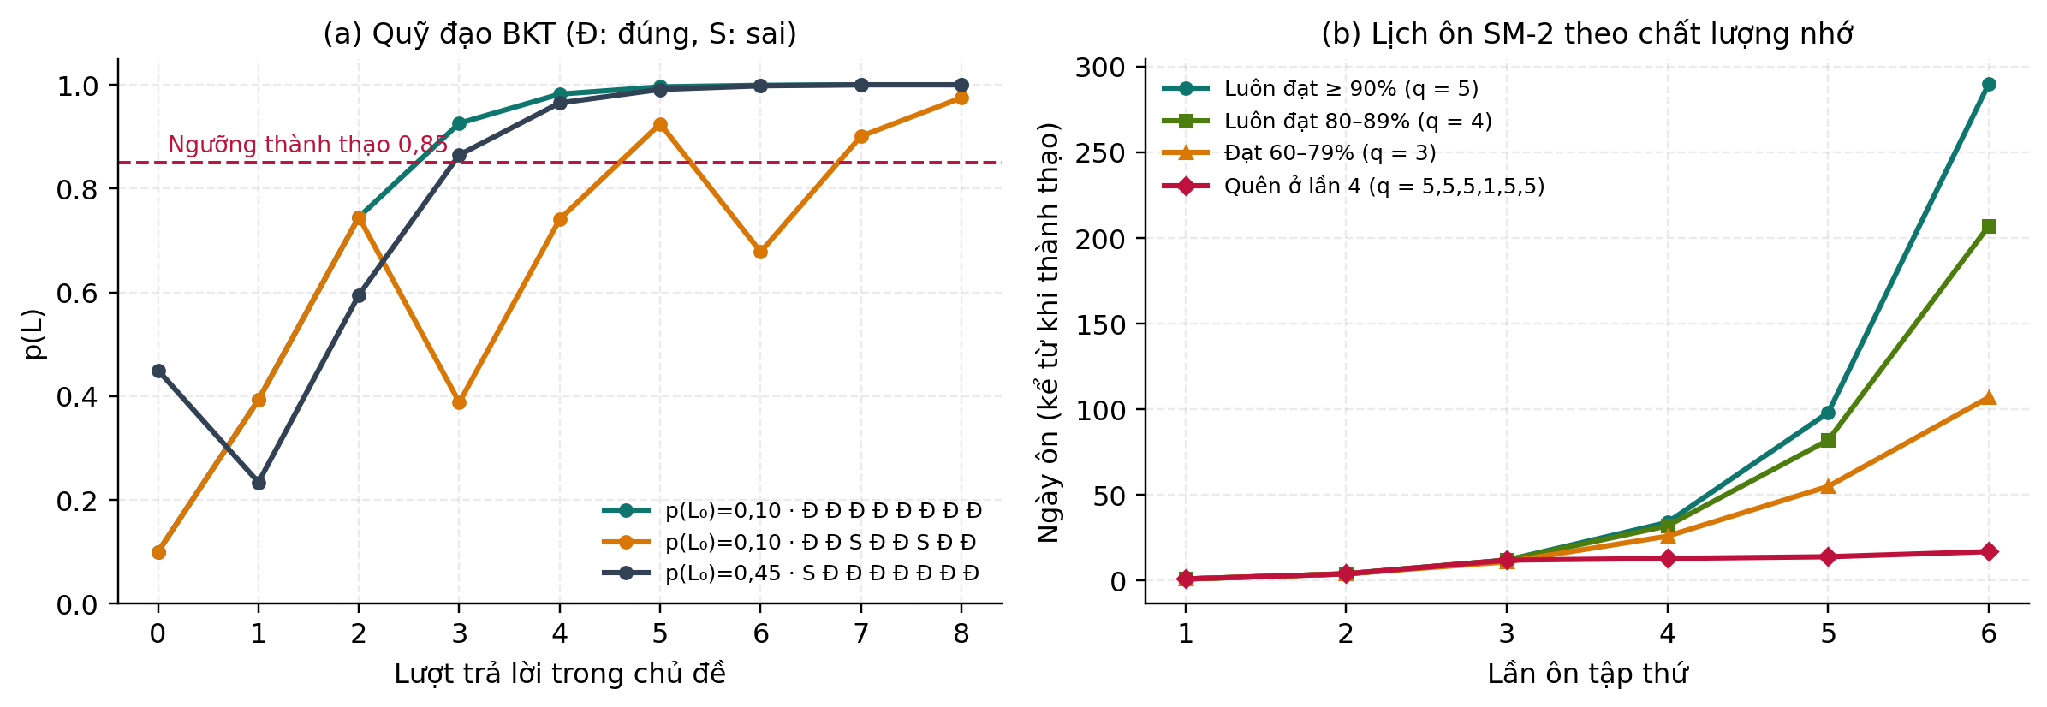 (a) Quỹ đạo BKT (Đ: đúng, S: sai)
1.0
0.8
0.6
0.4
0.2
0.0
p(L)
Ngưỡng thành thạo 0,85
p(L₀)=0,10 · Đ Đ Đ Đ Đ Đ Đ Đ
p(L₀)=0,10 · Đ Đ S Đ Đ S Đ Đ
p(L₀)=0,45 · S Đ Đ Đ Đ Đ Đ Đ
0 1 2 3 4 5 6 7 8
Lượt trả lời trong chủ đề
(b) Lịch ôn SM-2 theo chất lượng nhớ
300
250
200
150
100
50
0
Ngày ôn (kể từ khi thành thạo)
Luôn đạt ≥ 90% (q = 5)
Luôn đạt 80–89% (q = 4)
Đạt 60–79% (q = 3)
Quên ở lần 4 (q = 5,5,5,1,5,5)
1 2 3 4 5 6
Lần ôn tập thứ